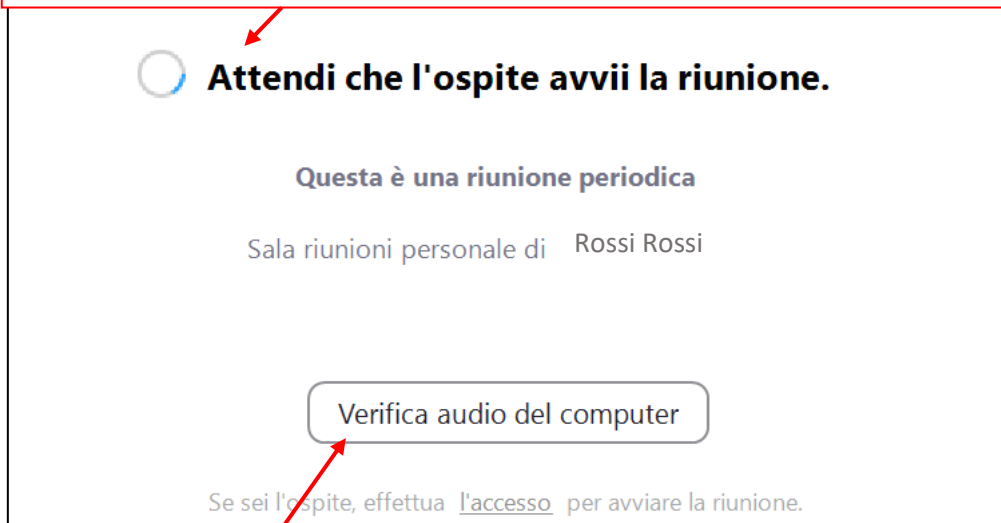 Attendi che l'ospite avvii la riunione.
Questa è una riunione periodica
Sala riunioni personale di Rossi Rossi
Verifica audio del computer
Se sei l'ospite, effettua l'accesso per avviare la riunione.